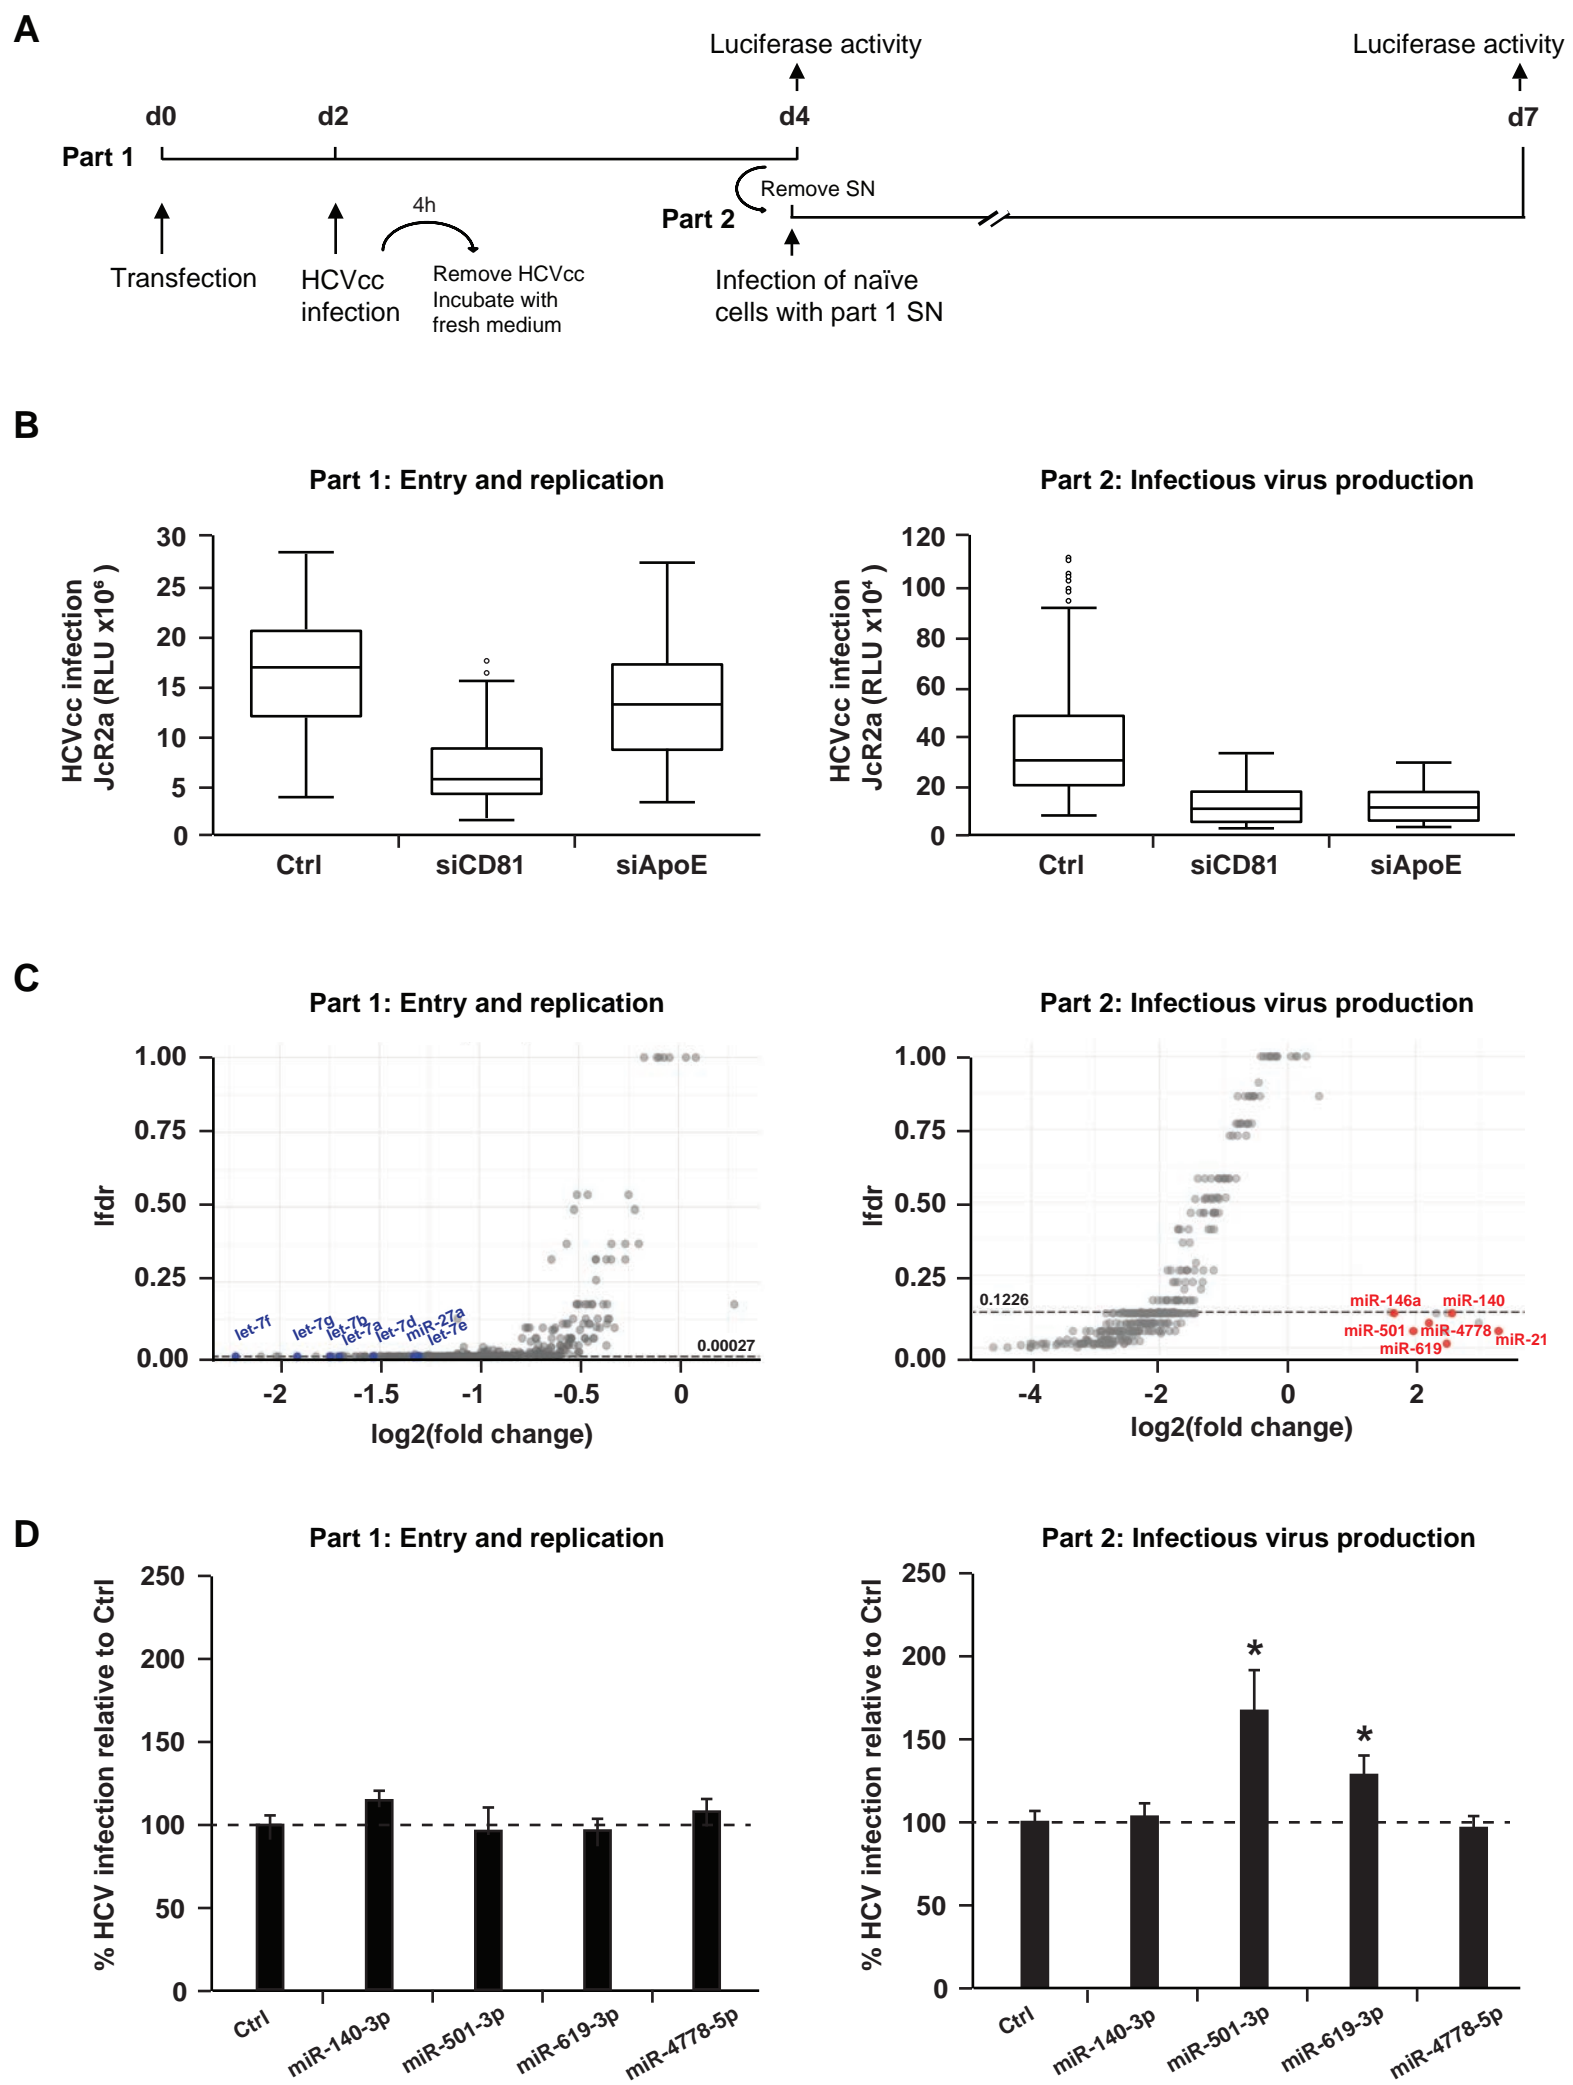 A
Luciferase activity
Luciferase activity
d0
d2
d4
d7
Part 1
Remove SN
Part 2
4h
Transfection
HCVcc
infection
Remove HCVcc
Incubate with
fresh medium
Infection of naïve
cells with part 1 SN
B
Part 1: Entry and replication
HCVcc infection
JcR2a (RLU x10⁶ )
30
25
20
15
10
5
0
Ctrl
siCD81
siApoE
Part 2: Infectious virus production
HCVcc infection
JcR2a (RLU x10⁴ )
120
100
80
60
40
20
0
Ctrl
siCD81
siApoE
C
Part 1: Entry and replication
lfdr
1.00
0.75
0.50
0.25
0.00
let-7f
let-7g
let-7b
let-7a
let-7d
miR-27a
let-7e
0.00027
-2
-1.5
-1
-0.5
0
log2(fold change)
Part 2: Infectious virus production
lfdr
1.00
0.75
0.50
0.25
0.00
0.1226
miR-146a
miR-140
miR-501
miR-4778
miR-21
miR-619
-4
-2
0
2
log2(fold change)
D
Part 1: Entry and replication
% HCV infection relative to Ctrl
250
200
150
100
50
0
Ctrl
miR-140-3p
miR-501-3p
miR-619-3p
miR-4778-5p
Part 2: Infectious virus production
% HCV infection relative to Ctrl
250
200
150
100
50
0
*
*
Ctrl
miR-140-3p
miR-501-3p
miR-619-3p
miR-4778-5p